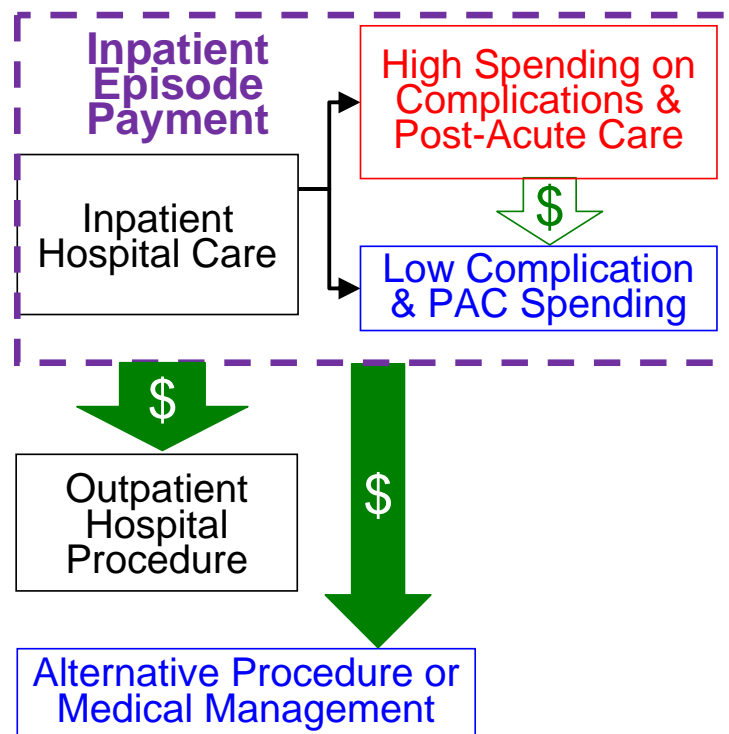 Inpatient
Episode
Payment
High Spending on
Complications &
Post-Acute Care
Inpatient
Hospital Care
$
Low Complication
& PAC Spending
$
Outpatient
Hospital
Procedure
$
Alternative Procedure or
Medical Management